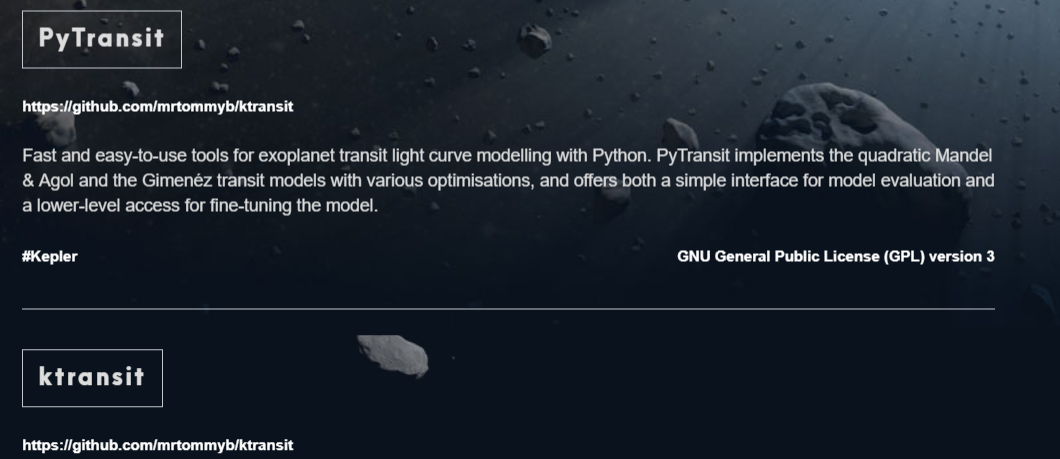 PyTransit
https://github.com/mrtommyb/ktransit
Fast and easy-to-use tools for exoplanet transit light curve modelling with Python. PyTransit implements the quadratic Mandel
& Agol and the Gimenéz transit models with various optimisations, and offers both a simple interface for model evaluation and
a lower-level access for fine-tuning the model.
#Kepler
GNU General Public License (GPL) version 3
ktransit
https://github.com/mrtommyb/ktransit